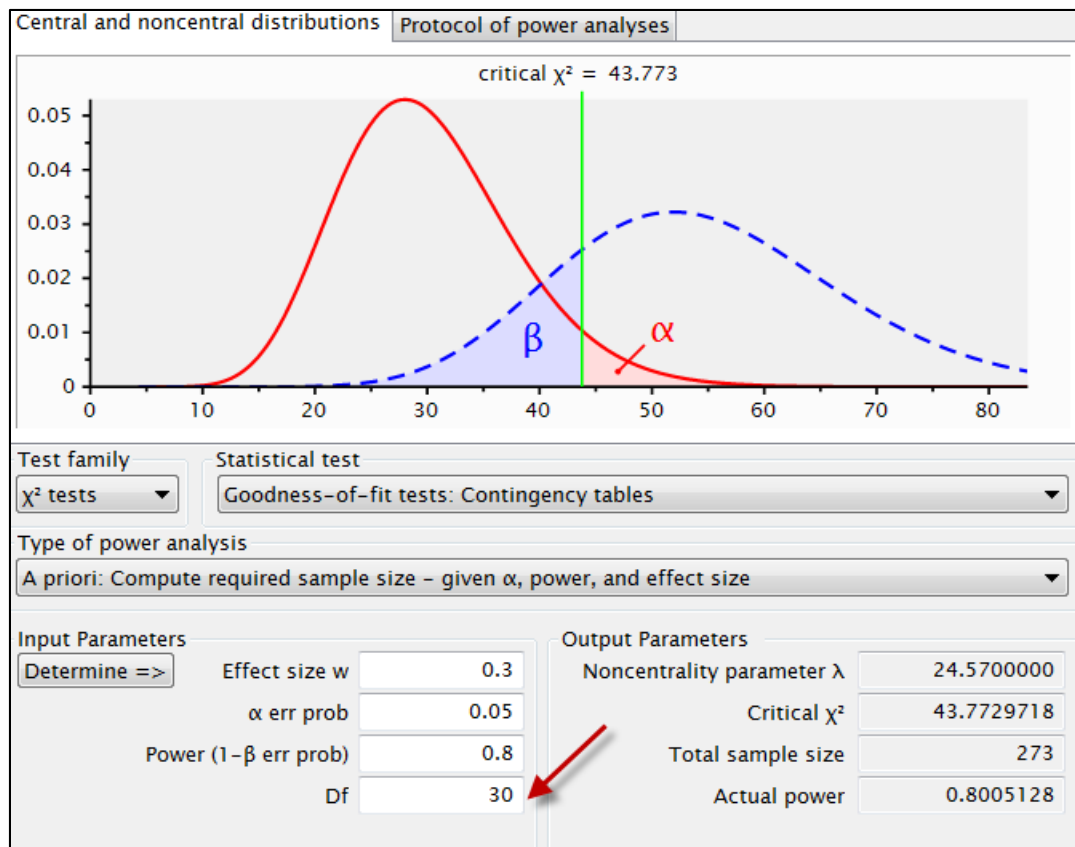 Central and noncentral distributions Protocol of power analyses
critical χ² = 43.773
0.05
0.04
0.03
0.02
0.01
0
β
α
0 10 20 30 40 50 60 70 80
Test family Statistical test
χ² tests Goodness-of-fit tests: Contingency tables
Type of power analysis
A priori: Compute required sample size - given α, power, and effect size
Input Parameters Output Parameters
Determine => Effect size w 0.3 Noncentrality parameter λ 24.5700000
α err prob 0.05 Critical χ² 43.7729718
Power (1-β err prob) 0.8 Total sample size 273
Df 30 Actual power 0.8005128